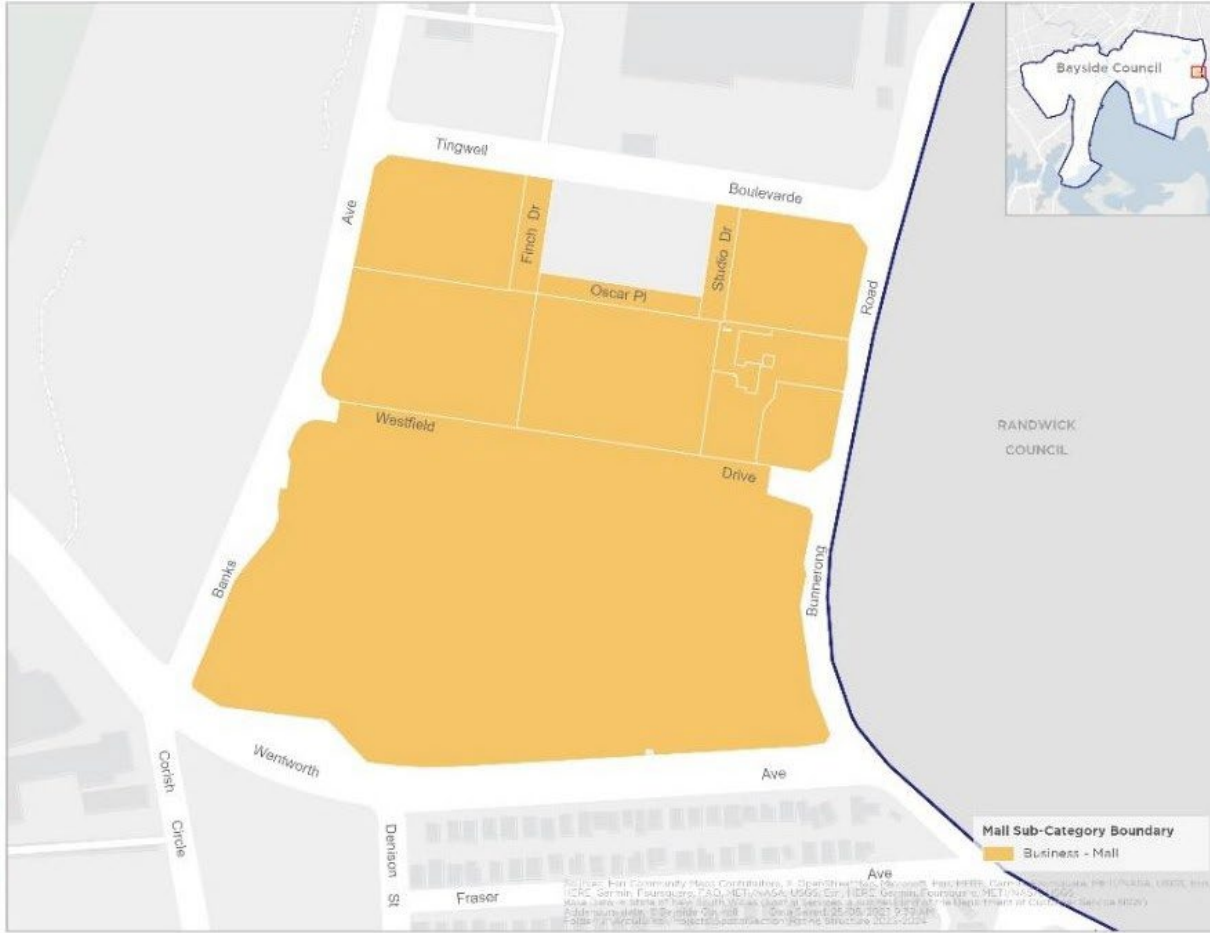 Bayside Council
Tingwell
Boulevarde
Ave
Finch Dr
Studio Dr
Oscar Pl
Road
Westfield
Drive
RANDWICK
COUNCIL
Banks
Bunnerong
Wentworth
Ave
Corish
Circle
Denison
St
Fraser
Ave
Mall Sub-Category Boundary
Business - Mall